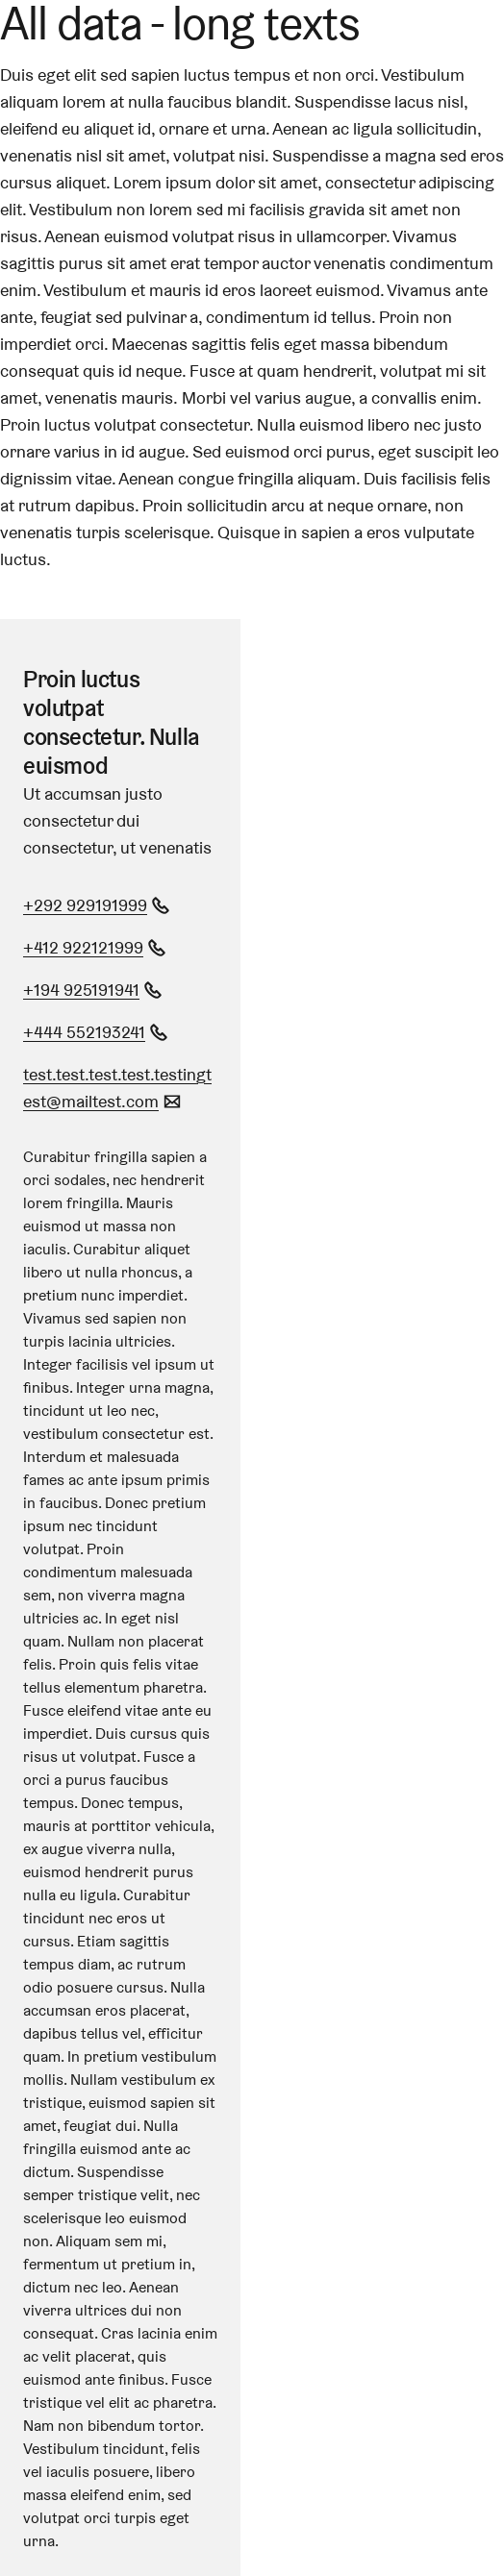 All data - long texts
Duis eget elit sed sapien luctus tempus et non orci. Vestibulum
aliquam lorem at nulla faucibus blandit. Suspendisse lacus nisl,
eleifend eu aliquet id, ornare et urna. Aenean ac ligula sollicitudin,
venenatis nisl sit amet, volutpat nisi. Suspendisse a magna sed eros
cursus aliquet. Lorem ipsum dolor sit amet, consectetur adipiscing
elit. Vestibulum non lorem sed mi facilisis gravida sit amet non
risus. Aenean euismod volutpat risus in ullamcorper. Vivamus
sagittis purus sit amet erat tempor auctor venenatis condimentum
enim. Vestibulum et mauris id eros laoreet euismod. Vivamus ante
ante, feugiat sed pulvinar a, condimentum id tellus. Proin non
imperdiet orci. Maecenas sagittis felis eget massa bibendum
consequat quis id neque. Fusce at quam hendrerit, volutpat mi sit
amet, venenatis mauris. Morbi vel varius augue, a convallis enim.
Proin luctus volutpat consectetur. Nulla euismod libero nec justo
ornare varius in id augue. Sed euismod orci purus, eget suscipit leo
dignissim vitae. Aenean congue fringilla aliquam. Duis facilisis felis
at rutrum dapibus. Proin sollicitudin arcu at neque ornare, non
venenatis turpis scelerisque. Quisque in sapien a eros vulputate
luctus.
Proin luctus
volutpat
consectetur. Nulla
euismod
Ut accumsan justo
consectetur dui
consectetur, ut venenatis
+292 929191999
+412 922121999
+194 925191941
+444 552193241
test.test.test.test.testingt
est@mailtest.com
Curabitur fringilla sapien a
orci sodales, nec hendrerit
lorem fringilla. Mauris
euismod ut massa non
iaculis. Curabitur aliquet
libero ut nulla rhoncus, a
pretium nunc imperdiet.
Vivamus sed sapien non
turpis lacinia ultricies.
Integer facilisis vel ipsum ut
finibus. Integer urna magna,
tincidunt ut leo nec,
vestibulum consectetur est.
Interdum et malesuada
fames ac ante ipsum primis
in faucibus. Donec pretium
ipsum nec tincidunt
volutpat. Proin
condimentum malesuada
sem, non viverra magna
ultricies ac. In eget nisl
quam. Nullam non placerat
felis. Proin quis felis vitae
tellus elementum pharetra.
Fusce eleifend vitae ante eu
imperdiet. Duis cursus quis
risus ut volutpat. Fusce a
orci a purus faucibus
tempus. Donec tempus,
mauris at porttitor vehicula,
ex augue viverra nulla,
euismod hendrerit purus
nulla eu ligula. Curabitur
tincidunt nec eros ut
cursus. Etiam sagittis
tempus diam, ac rutrum
odio posuere cursus. Nulla
accumsan eros placerat,
dapibus tellus vel, efficitur
quam. In pretium vestibulum
mollis. Nullam vestibulum ex
tristique, euismod sapien sit
amet, feugiat dui. Nulla
fringilla euismod ante ac
dictum. Suspendisse
semper tristique velit, nec
scelerisque leo euismod
non. Aliquam sem mi,
fermentum ut pretium in,
dictum nec leo. Aenean
viverra ultrices dui non
consequat. Cras lacinia enim
ac velit placerat, quis
euismod ante finibus. Fusce
tristique vel elit ac pharetra.
Nam non bibendum tortor.
Vestibulum tincidunt, felis
vel iaculis posuere, libero
massa eleifend enim, sed
volutpat orci turpis eget
urna.